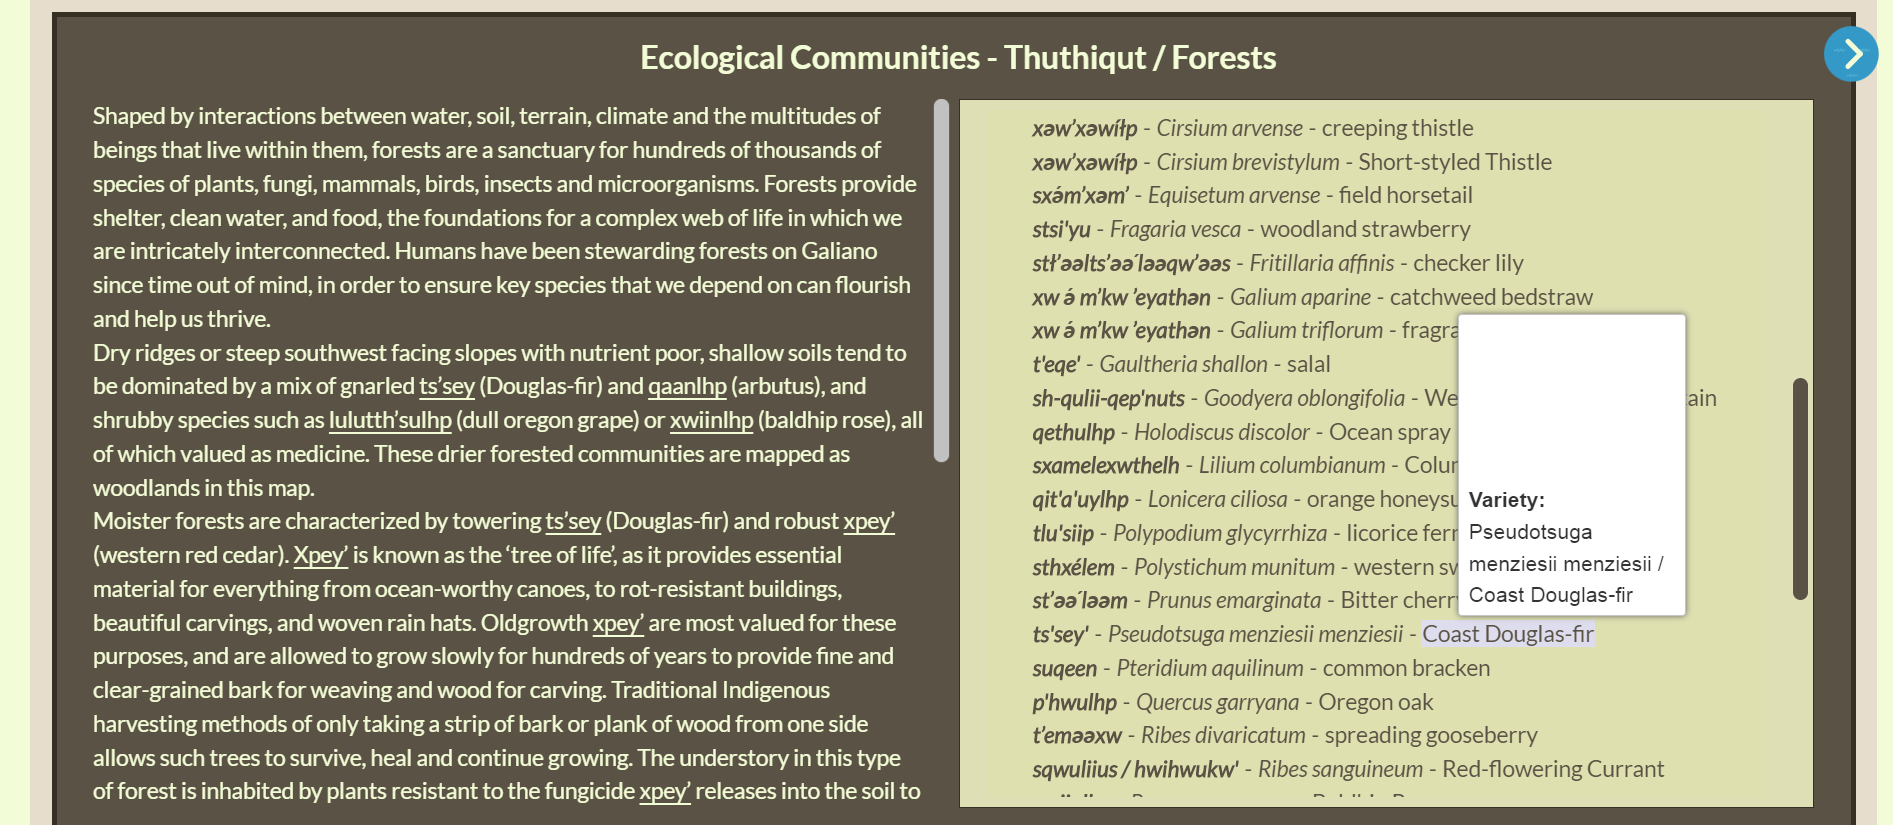 Ecological Communities - Thuthiqut / Forests
Shaped by interactions between water, soil, terrain, climate and the multitudes of
beings that live within them, forests are a sanctuary for hundreds of thousands of
species of plants, fungi, mammals, birds, insects and microorganisms. Forests provide
shelter, clean water, and food, the foundations for a complex web of life in which we
are intricately interconnected. Humans have been stewarding forests on Galiano
since time out of mind, in order to ensure key species that we depend on can flourish
and help us thrive.
Dry ridges or steep southwest facing slopes with nutrient poor, shallow soils tend to
be dominated by a mix of gnarled ts’sey (Douglas-fir) and qaanlhp (arbutus), and
shrubby species such as lulutth’sulhp (dull oregon grape) or xwiinlhp (baldhip rose), all
of which valued as medicine. These drier forested communities are mapped as
woodlands in this map.
Moister forests are characterized by towering ts’sey (Douglas-fir) and robust xpey’
(western red cedar). Xpey’ is known as the ‘tree of life’, as it provides essential
material for everything from ocean-worthy canoes, to rot-resistant buildings,
beautiful carvings, and woven rain hats. Oldgrowth xpey’ are most valued for these
purposes, and are allowed to grow slowly for hundreds of years to provide fine and
clear-grained bark for weaving and wood for carving. Traditional Indigenous
harvesting methods of only taking a strip of bark or plank of wood from one side
allows such trees to survive, heal and continue growing. The understory in this type
of forest is inhabited by plants resistant to the fungicide xpey’ releases into the soil to
xəw’xəwíɫp - Cirsium arvense - creeping thistle
xəw’xəwíɫp - Cirsium brevistylum - Short-styled Thistle
sxə́m’xəm’ - Equisetum arvense - field horsetail
stsi'yu - Fragaria vesca - woodland strawberry
stɫ’əəlts’əə´ləəqw’əəs - Fritillaria affinis - checker lily
xw ə́ m’kw ’eyathən - Galium aparine - catchweed bedstraw
xw ə́ m’kw ’eyathən - Galium triflorum - fragra
t'eqe' - Gaultheria shallon - salal
sh-qulii-qep'nuts - Goodyera oblongifolia - We ain
qethulhp - Holodiscus discolor - Ocean spray
sxamelexwthelh - Lilium columbianum - Colu
qit'a'uylhp - Lonicera ciliosa - orange honeysu
tlu'siip - Polypodium glycyrrhiza - licorice fern
sthxélem - Polystichum munitum - western sw
st’əə´ləəm - Prunus emarginata - Bitter cherry
ts'sey' - Pseudotsuga menziesii menziesii - Coast Douglas-fir
suqeen - Pteridium aquilinum - common bracken
p'hwulhp - Quercus garryana - Oregon oak
t’eməəxw - Ribes divaricatum - spreading gooseberry
sqwuliius / hwihwukw' - Ribes sanguineum - Red-flowering Currant
Variety:
Pseudotsuga
menziesii menziesii /
Coast Douglas-fir